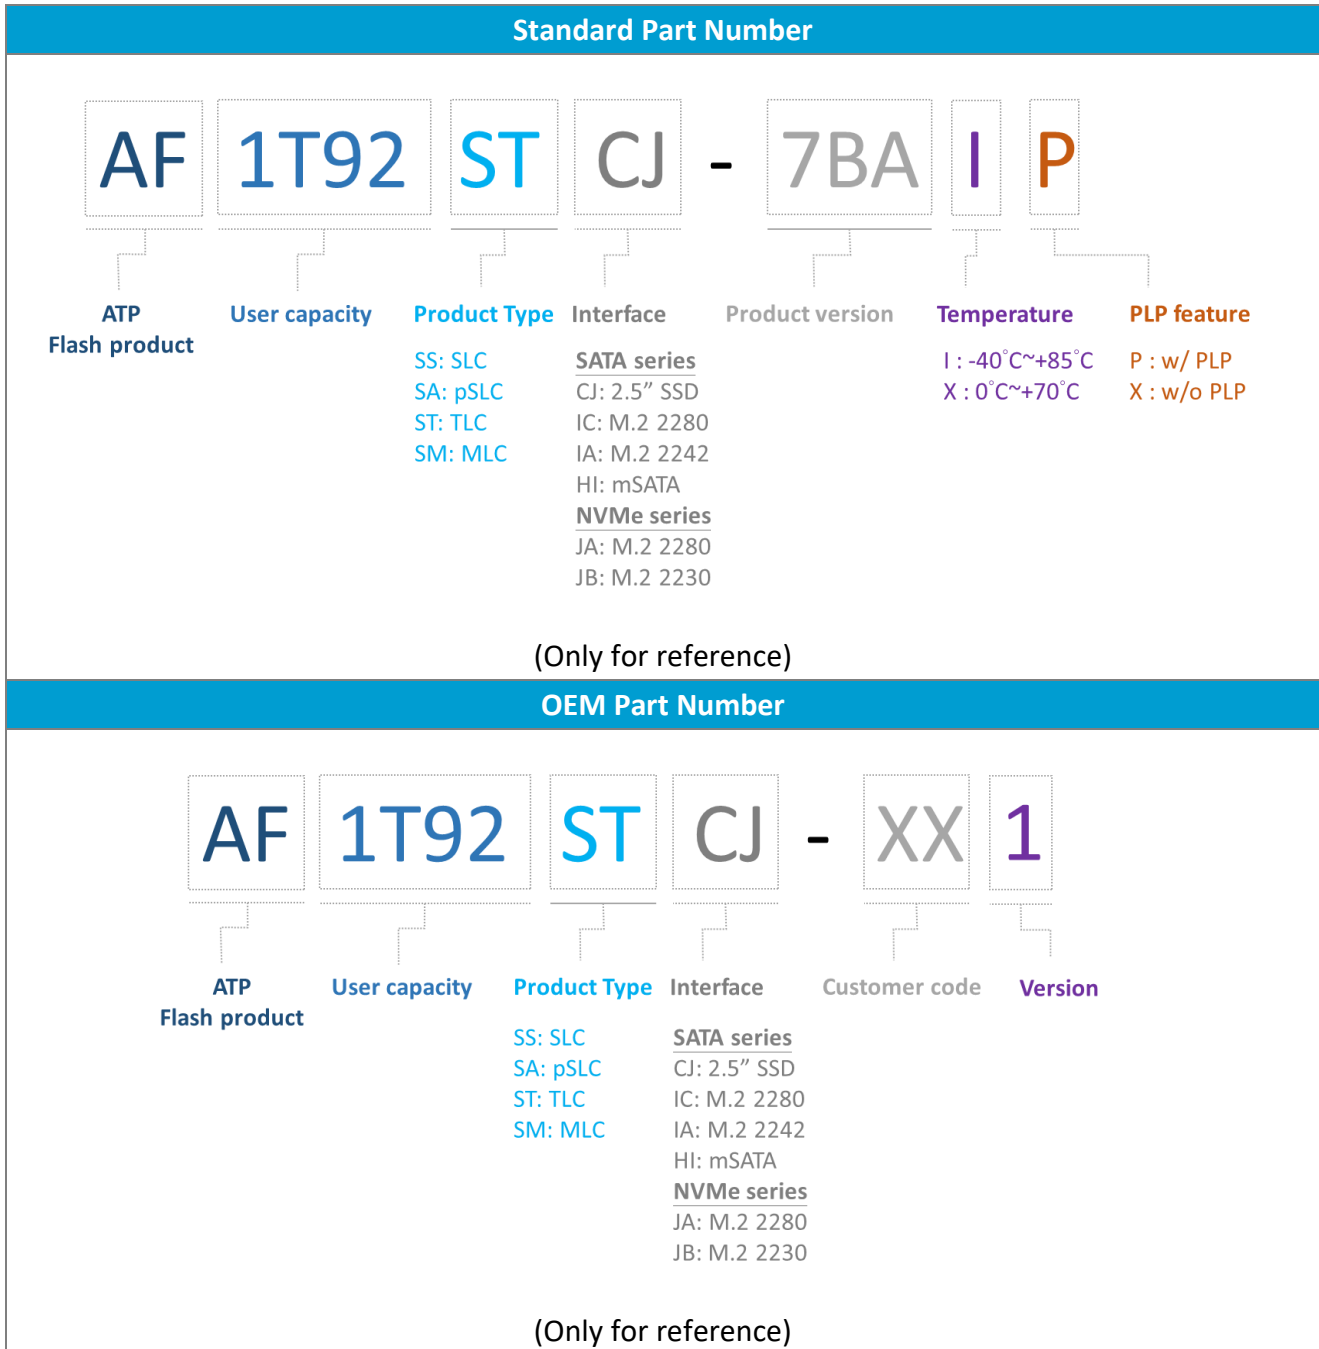 Standard Part Number
AF 1T92 ST CJ - 7BA I P
ATP
Flash product
User capacity
Product Type
SS: SLC
SA: pSLC
ST: TLC
SM: MLC
Interface
SATA series
CJ: 2.5” SSD
IC: M.2 2280
IA: M.2 2242
HI: mSATA
NVMe series
JA: M.2 2280
JB: M.2 2230
Product version
Temperature
I : -40°C~+85°C
X : 0°C~+70°C
PLP feature
P : w/ PLP
X : w/o PLP
(Only for reference)
OEM Part Number
AF 1T92 ST CJ - XX 1
ATP
Flash product
User capacity
Product Type
SS: SLC
SA: pSLC
ST: TLC
SM: MLC
Interface
SATA series
CJ: 2.5” SSD
IC: M.2 2280
IA: M.2 2242
HI: mSATA
NVMe series
JA: M.2 2280
JB: M.2 2230
Customer code
Version
(Only for reference)